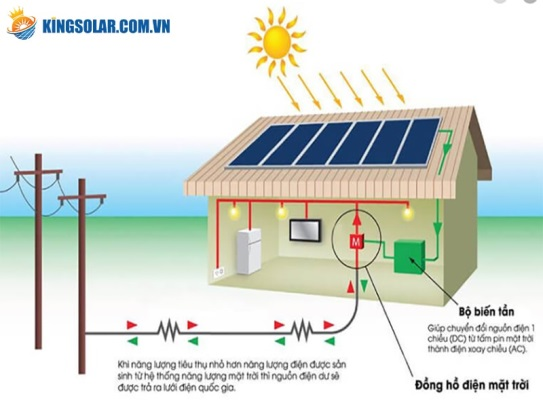 KINGSOLAR.COM.VN
M
Bộ biến tần
Giúp chuyển đổi nguồn điện 1
chiều (DC) từ tấm pin mặt trời
thành điện xoay chiều (AC).
Khi năng lượng tiêu thụ nhỏ hơn năng lượng điện được sản
sinh từ hệ thống năng lượng mặt trời thì nguồn điện dư sẽ
được trả ra lưới điện quốc gia.
Đồng hồ điện mặt trời